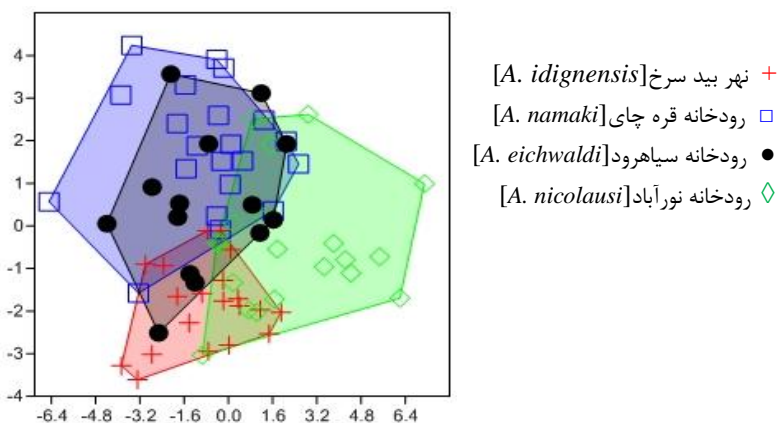 4
3
2
1
0
-1
-2
-3
-4
-6.4 -4.8 -3.2 -1.6 0.0 1.6 3.2 4.8 6.4
نهر بید سرخ[A. idignensis]
رودخانه قره چای[A. namaki]
رودخانه سیاهرود[A. eichwaldi]
رودخانه نورآباد[A. nicolausi]